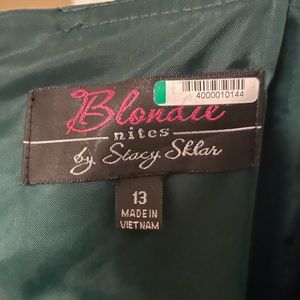 4000010144
Blondie
nites
by Stacy Sklar
13
MADE IN
VIETNAM